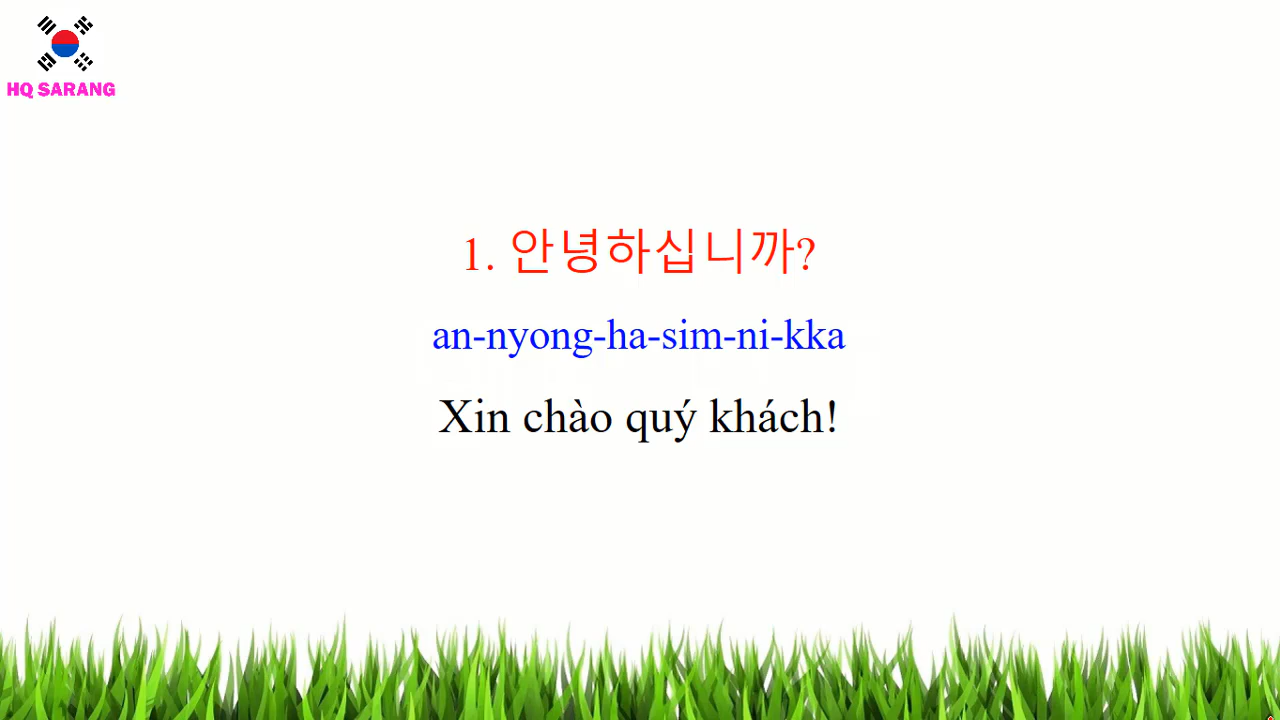 HQ SARANG
1. 안녕하십니까?
an-nyong-ha-sim-ni-kka
Xin chào quý khách!